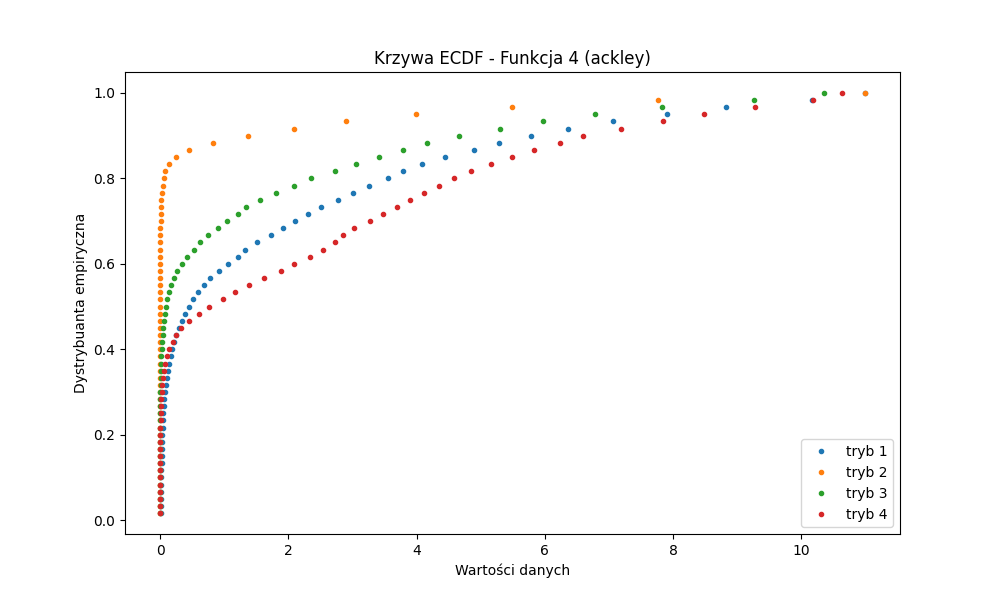 Krzywa ECDF - Funkcja 4 (ackley)
Dystrybuanta empiryczna
1.0
0.8
0.6
0.4
0.2
0.0
0 2 4 6 8 10
Wartości danych
tryb 1
tryb 2
tryb 3
tryb 4